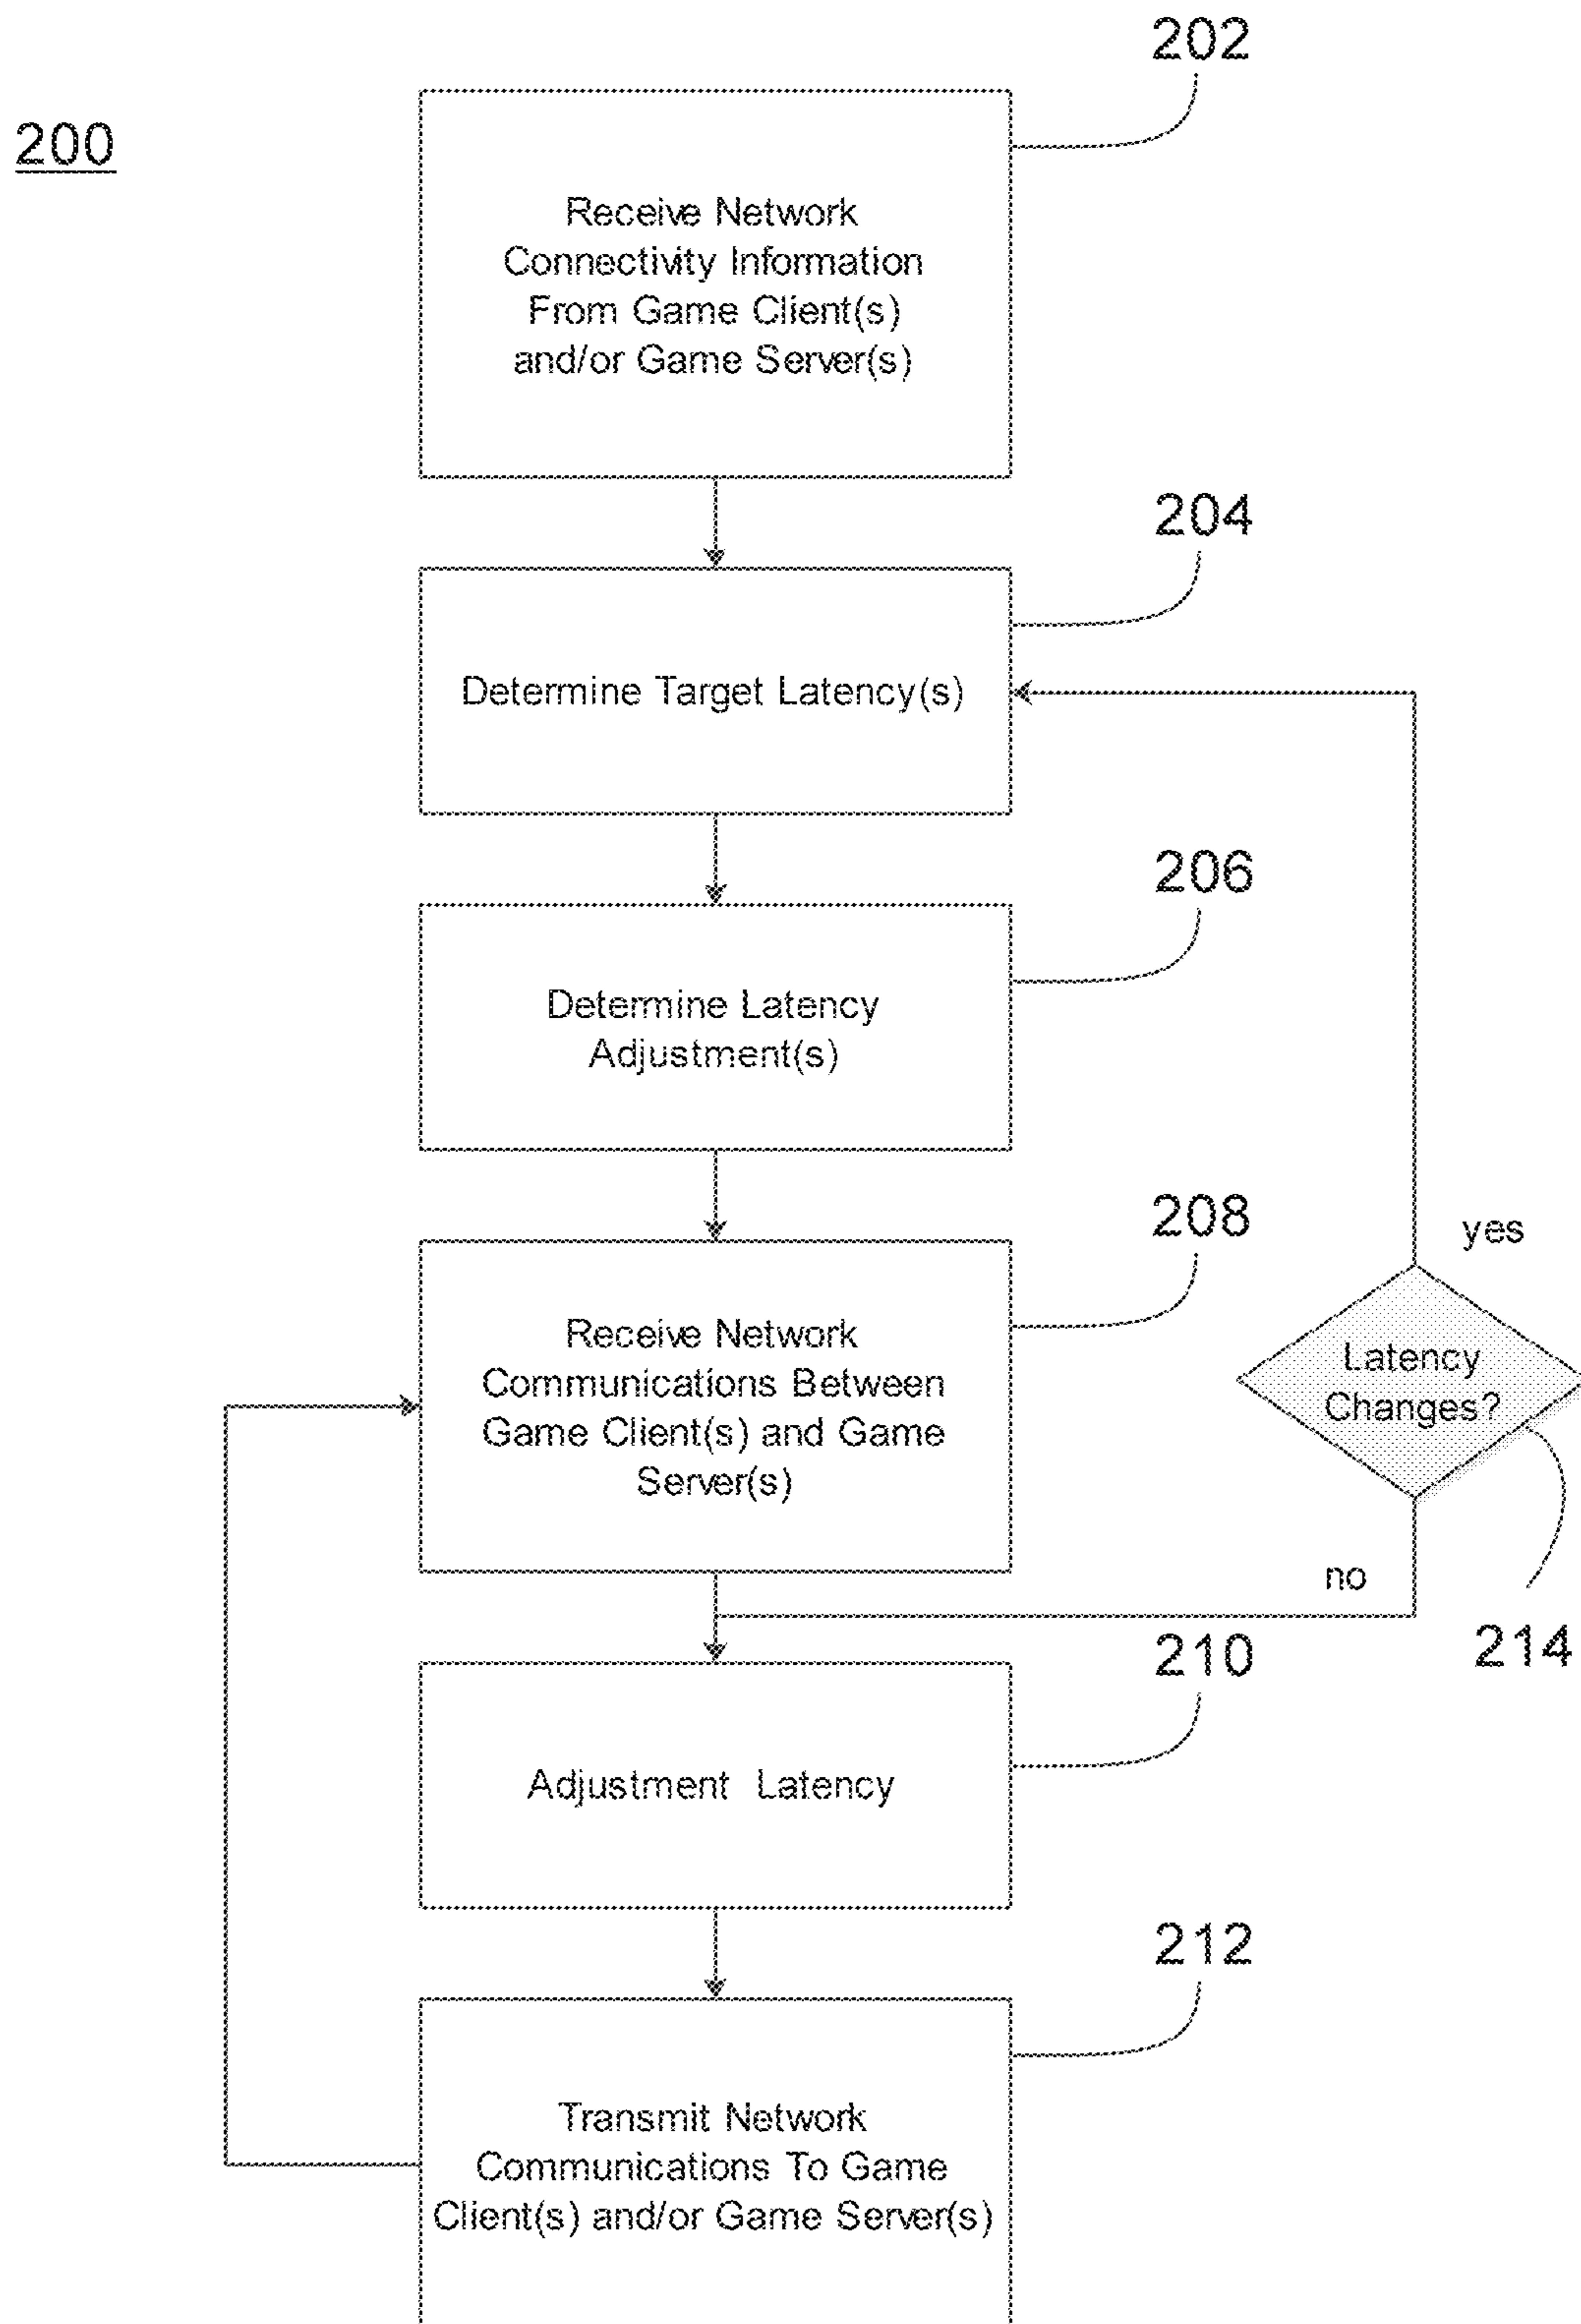 202
200
Receive Network
Connectivity Information
From Game Client(s)
and/or Game Server(s)
204
Determine Target Latency(s)
206
Determine Latency
Adjustment(s)
208
yes
Receive Network
Communications Between
Game Client(s) and Game
Server(s)
Latency
Changes?
no
214
210
Adjustment Latency
212
Transmit Network
Communications To Game
Client(s) and/or Game Server(s)